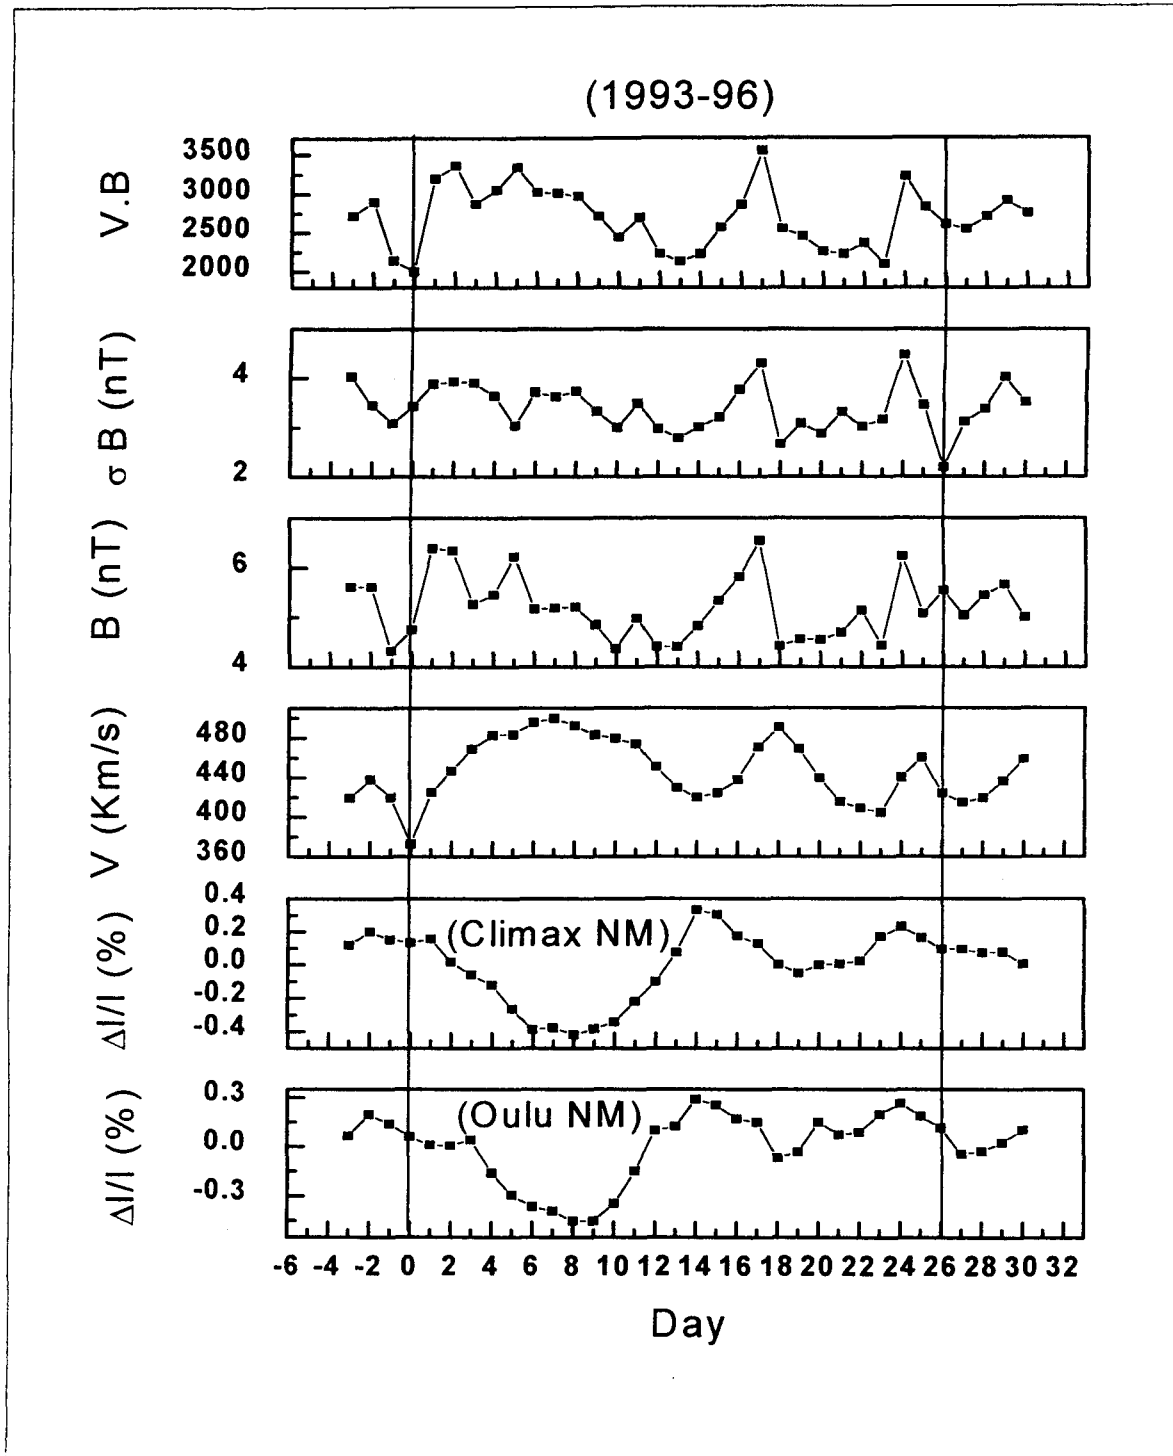 (1993-96)
V.B
3500
3000
2500
2000
σ B (nT)
4
2
B (nT)
6
4
V (Km/s)
480
440
400
360
ΔI/I (%)
0.4
0.2
0.0
-0.2
-0.4
(Climax NM)
ΔI/I (%)
0.3
0.0
-0.3
(Oulu NM)
-6 -4 -2 0 2 4 6 8 10 12 14 16 18 20 22 24 26 28 30 32
Day